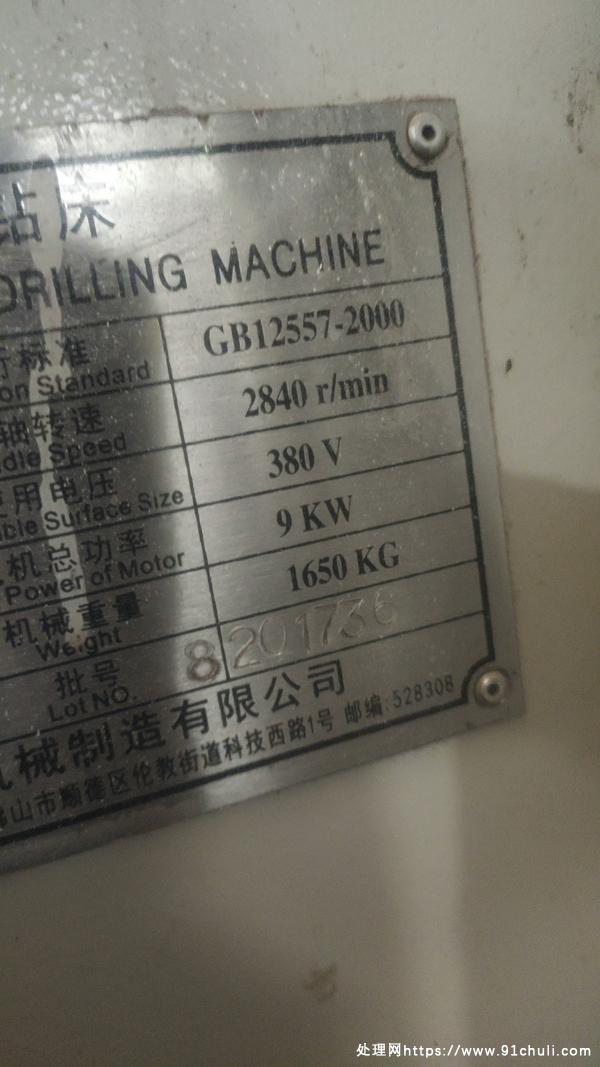 钻床
DRILLING MACHINE
行标准 GB12557-2000
on Standard
轴转速 2840 r/min
dle Speed
用电压 380 V
ble Surface Size
机总功率 9 KW
Power of Motor
机械重量 1650 KG
Weight
批号 8201736
Lot NO.
机械制造有限公司
佛山市顺德区伦教街道科技西路1号 邮编:528308
处理网https://www.91chuli.com/